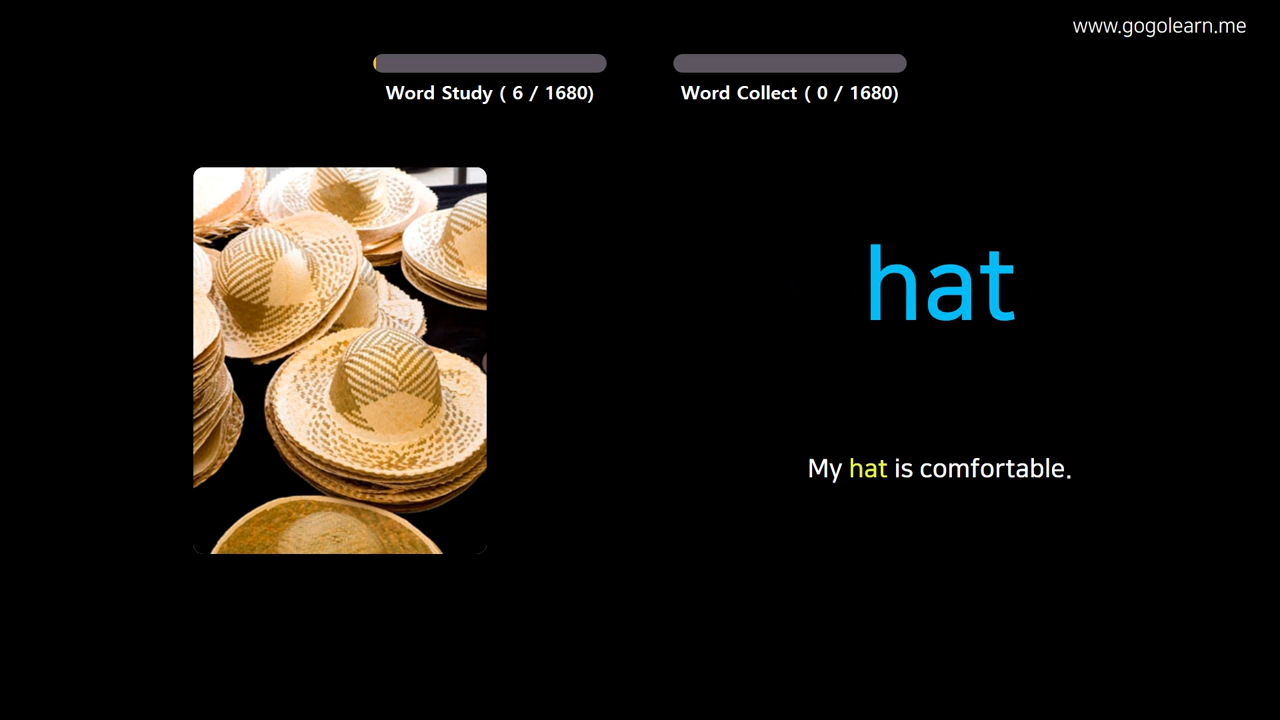 www.gogolearn.me
Word Study ( 6 / 1680)
Word Collect ( 0 / 1680)
hat
My hat is comfortable.